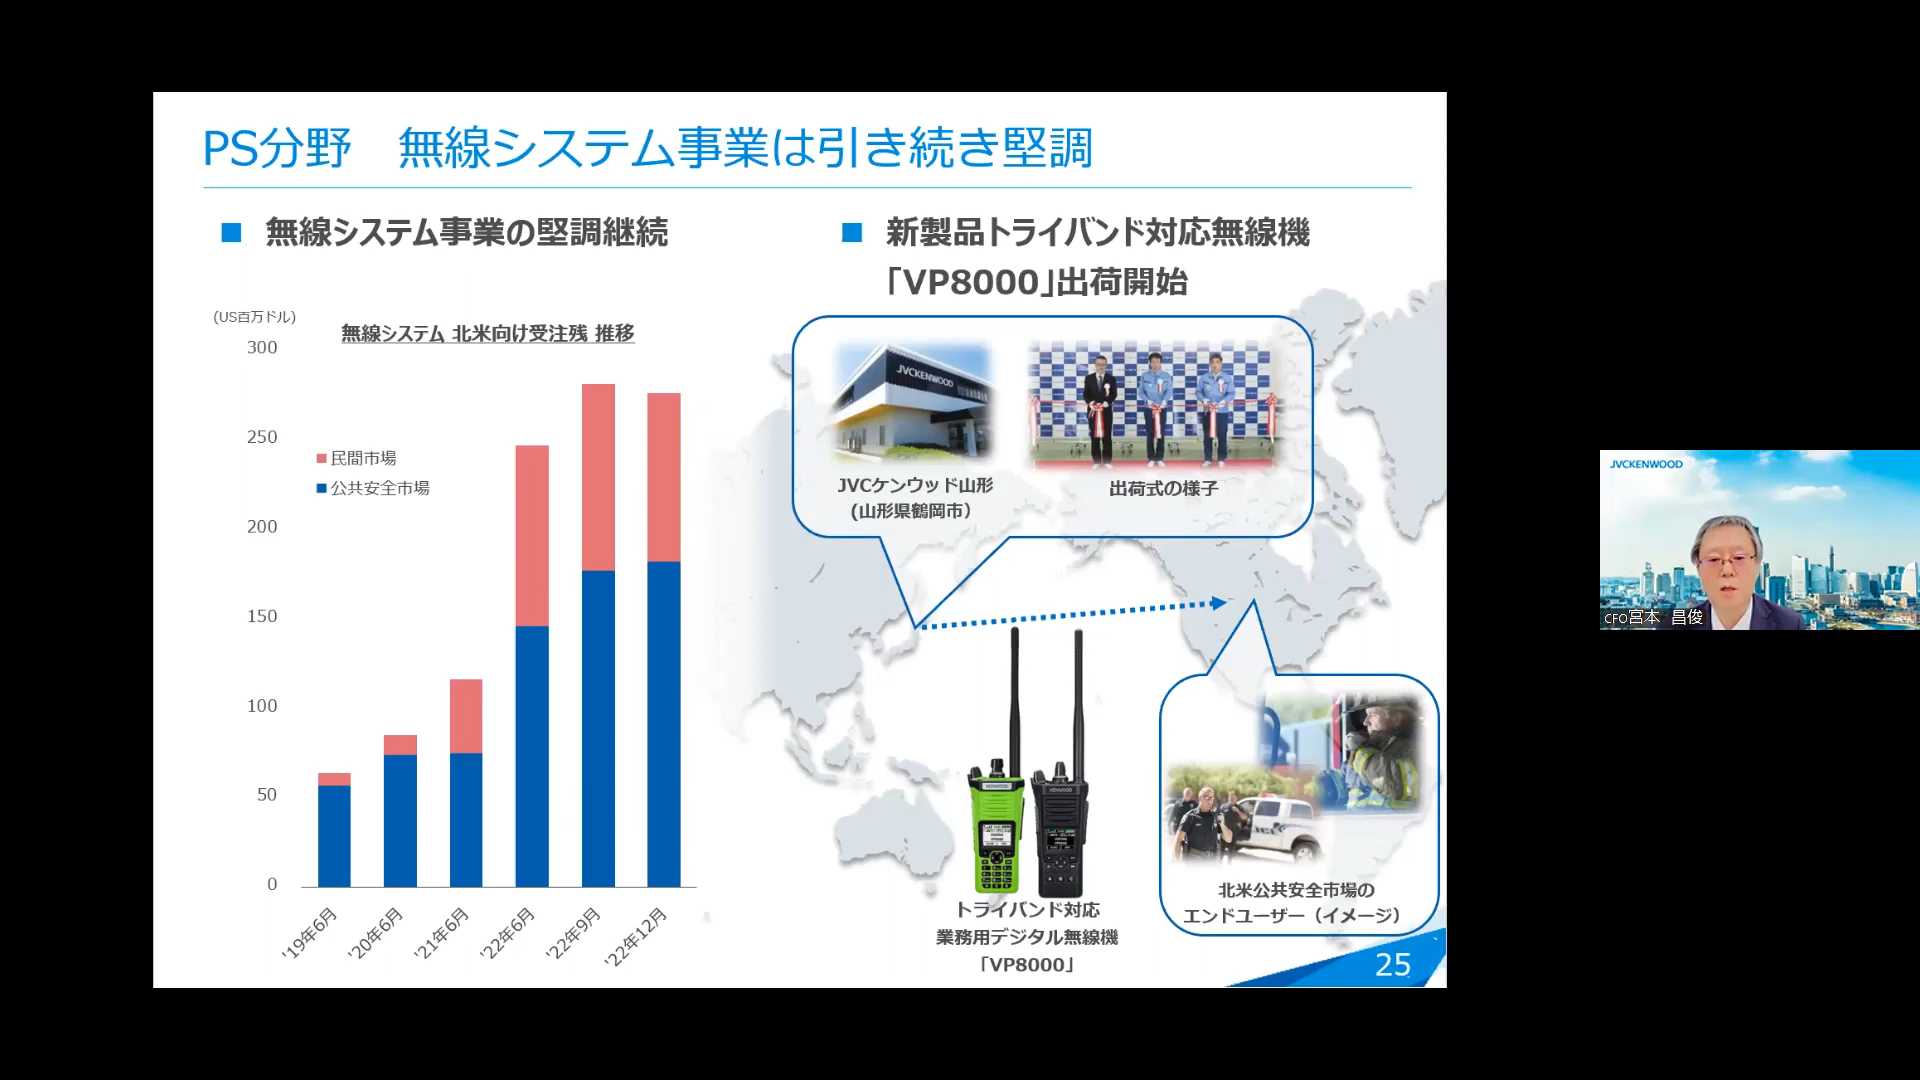 PS分野　無線システム事業は引き続き堅調
■ 無線システム事業の堅調継続
(US百万ドル)
無線システム 北米向け受注残 推移
300
250
200
150
100
50
0
民間市場
公共安全市場
'19年6月
'20年6月
'21年6月
'22年6月
'22年9月
'22年12月
■ 新製品トライバンド対応無線機
「VP8000」出荷開始
JVCKENWOOD
JVCケンウッド山形
(山形県鶴岡市）
出荷式の様子
KENWOOD
KENWOOD
トライバンド対応
業務用デジタル無線機
「VP8000」
北米公共安全市場の
エンドユーザー（イメージ）
25
JVCKENWOOD
CFO宮本　昌俊